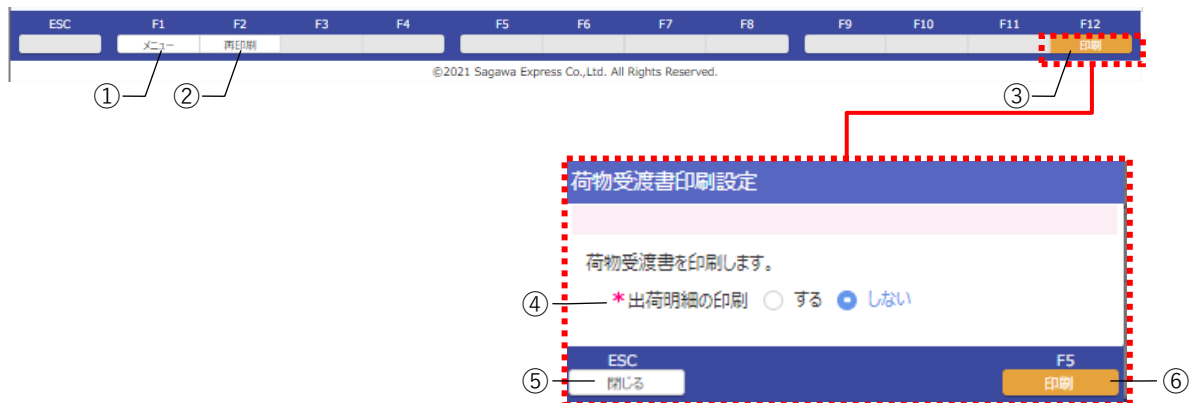 ESC F1 F2 F3 F4 F5 F6 F7 F8 F9 F10 F11 F12
メニュー 再印刷 印刷
©2021 Sagawa Express Co.,Ltd. All Rights Reserved.
① ② ③
荷物受渡書印刷設定
荷物受渡書を印刷します。
④ *出荷明細の印刷 する しない
ESC F5
⑤ 閉じる 印刷 ⑥